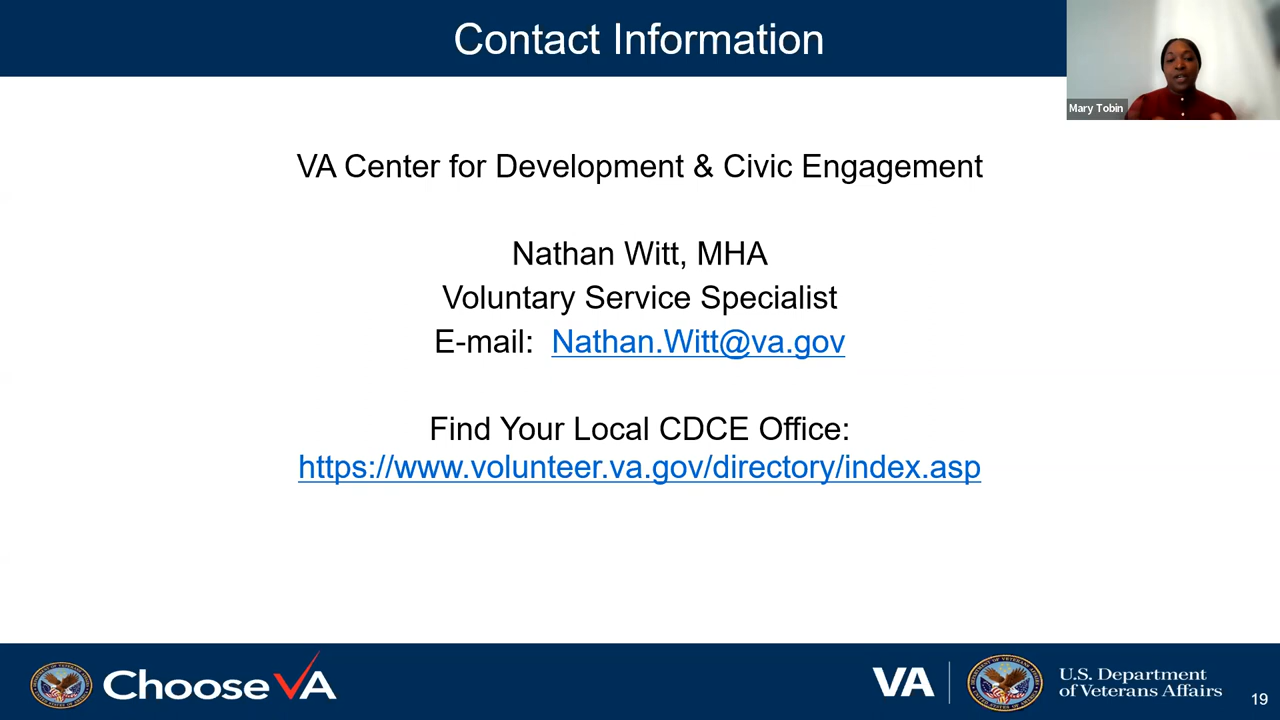 Contact Information
Mary Tobin
VA Center for Development & Civic Engagement
Nathan Witt, MHA
Voluntary Service Specialist
E-mail: Nathan.Witt@va.gov
Find Your Local CDCE Office:
https://www.volunteer.va.gov/directory/index.asp
Choose VA
VA
U.S. Department
of Veterans Affairs
19